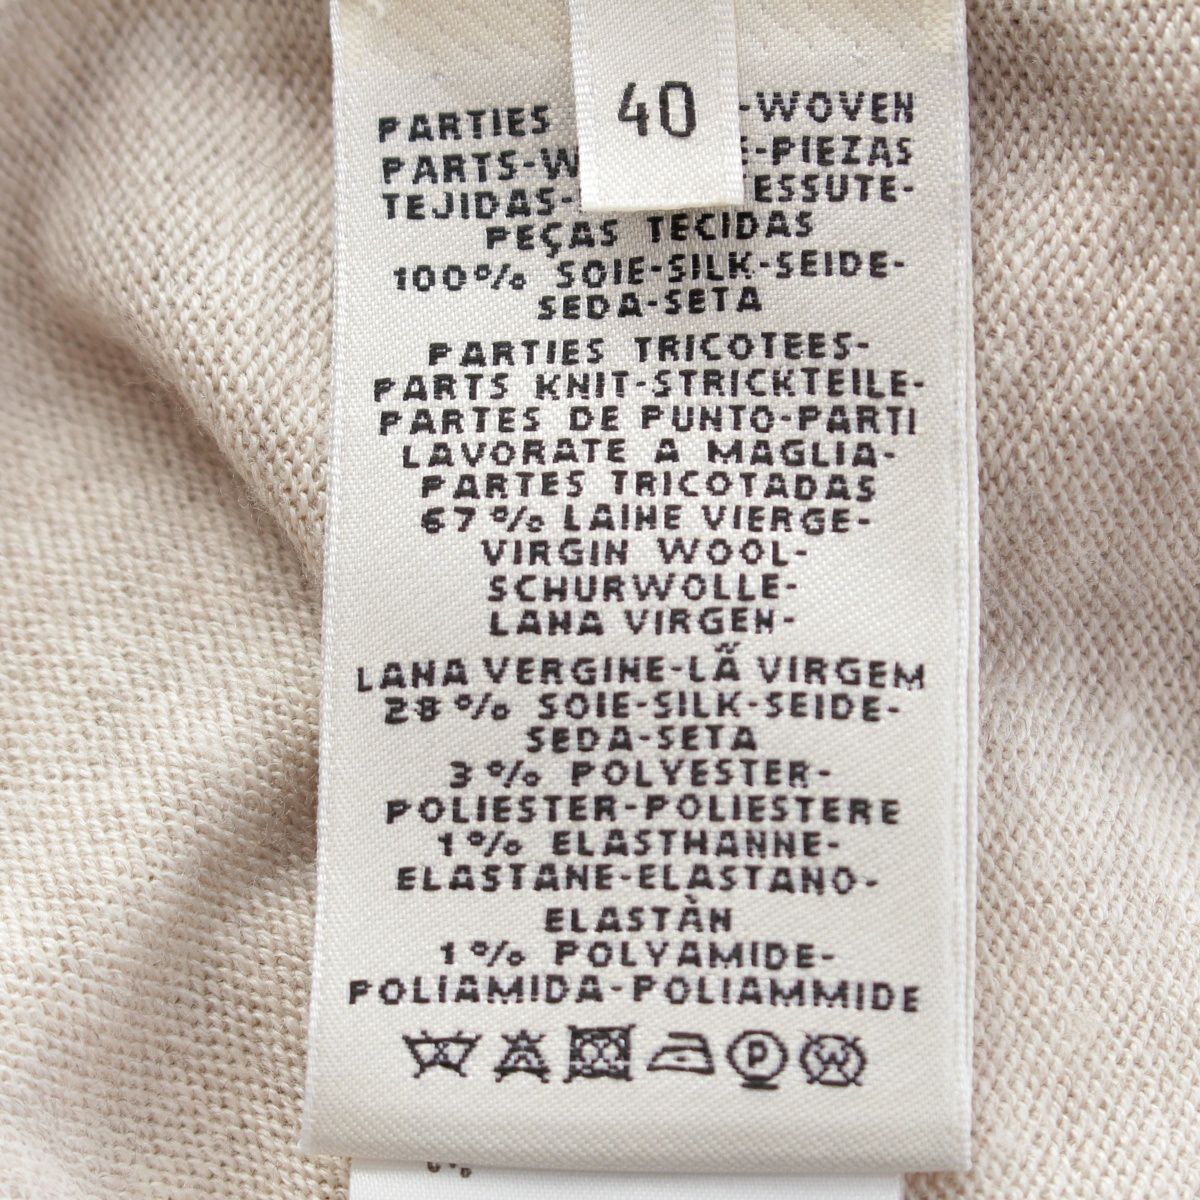 40
PARTIES -WOVEN
PARTS-W E-PIEZAS
TEJIDAS- ESSUTE-
PEÇAS TECIDAS
100% SOIE-SILK-SEIDE-
SEDA-SETA
PARTIES TRICOTEES-
PARTS KNIT-STRICKTEILE-
PARTES DE PUNTO-PARTI
LAVORATE A MAGLIA-
PARTES TRICOTADAS
67% LAINE VIERGE-
VIRGIN WOOL-
SCHURWOLLE-
LANA VIRGEN-
LANA VERGINE-LÃ VIRGEM
28% SOIE-SILK-SEIDE-
SEDA-SETA
3% POLYESTER-
POLIESTER-POLIESTERE
1% ELASTHANNE-
ELASTANE-ELASTANO-
ELASTÀN
1% POLYAMIDE-
POLIAMIDA-POLIAMMIDE
P W